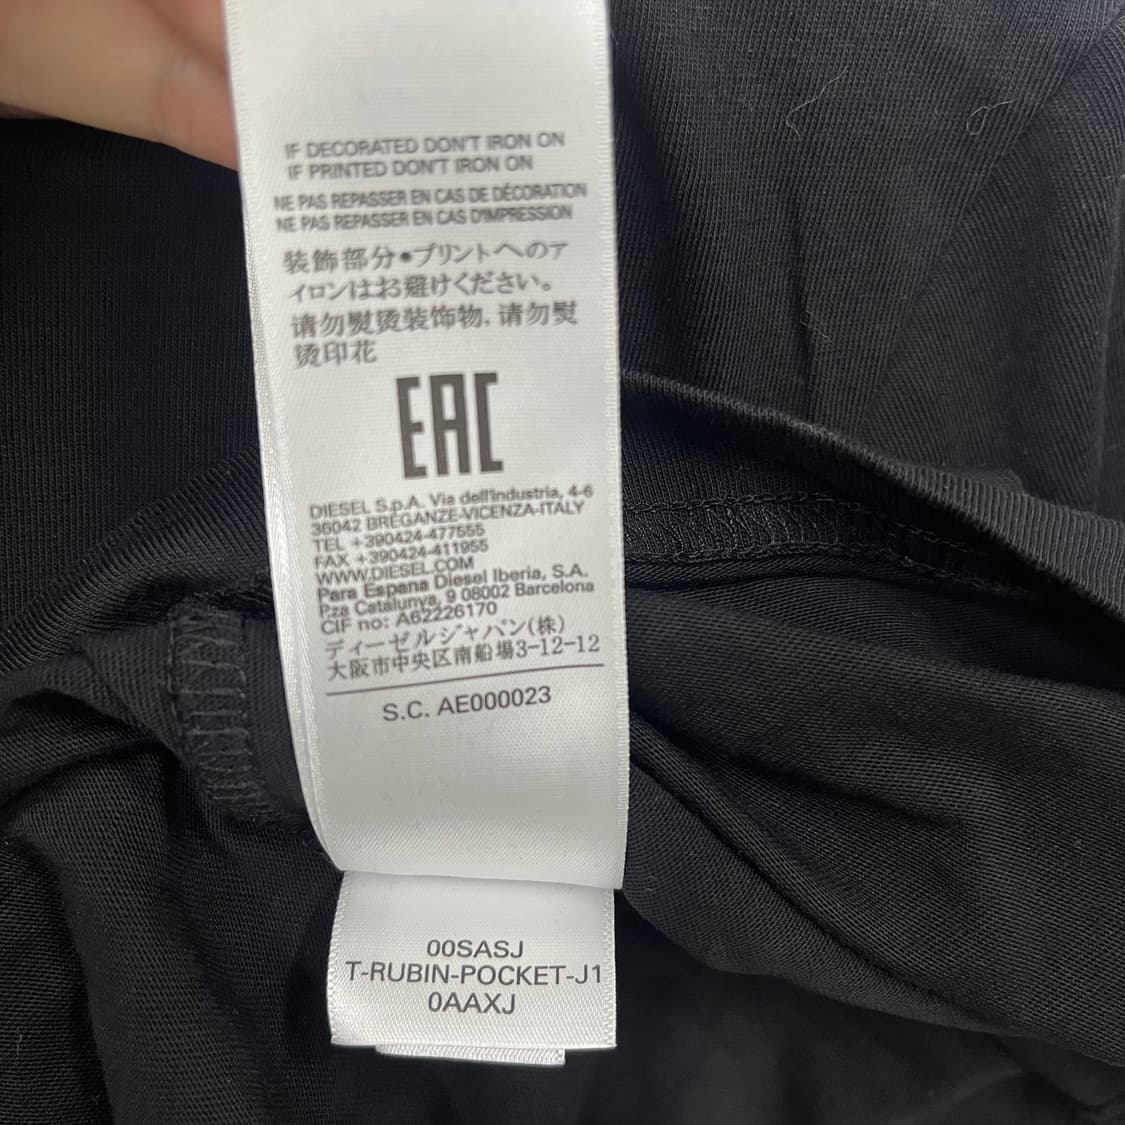 IF DECORATED DON'T IRON ON
IF PRINTED DON'T IRON ON
NE PAS REPASSER EN CAS DE DÉCORATION
NE PAS REPASSER EN CAS D'IMPRESSION
装飾部分•プリントへのア
イロンはお避けください。
请勿熨烫装饰物,请勿熨
烫印花
EAC
DIESEL S.p.A. Via dell'Industria, 4-6
36042 BREGANZE-VICENZA-ITALY
TEL +390424-477555
FAX +390424-411955
WWW.DIESEL.COM
Para Espana Diesel Iberia, S.A.
P.za Catalunya, 9 08002 Barcelona
CIF no: A62226170
ディーゼルジャパン(株)
大阪市中央区南船場3-12-12
S.C. AE000023
00SASJ
T-RUBIN-POCKET-J1
0AAXJ